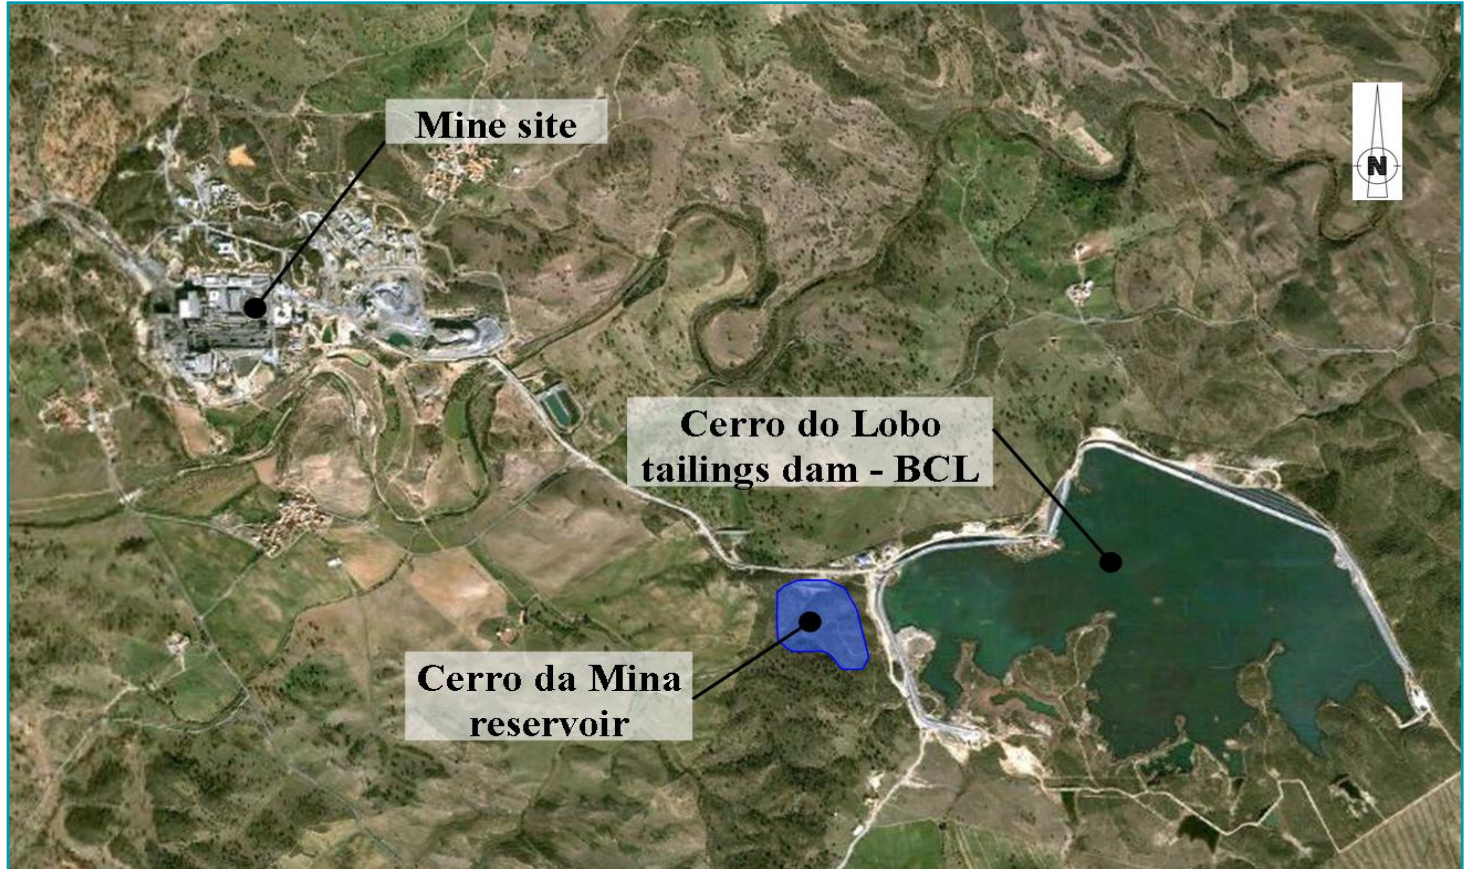 Mine site
N
Cerro do Lobo
tailings dam - BCL
Cerro da Mina
reservoir